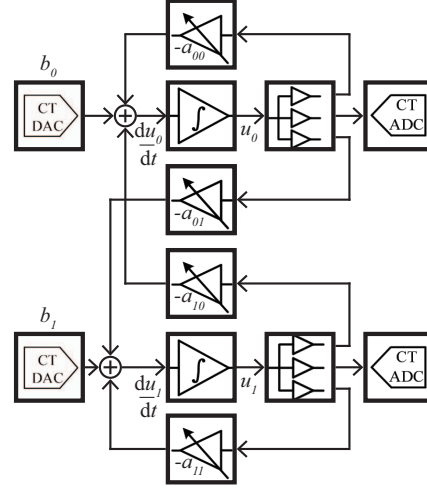 -a₀₀
b₀
CT
DAC
∫
du₀
dt
u₀
CT
ADC
-a₀₁
-a₁₀
b₁
CT
DAC
∫
du₁
dt
u₁
CT
ADC
-a₁₁